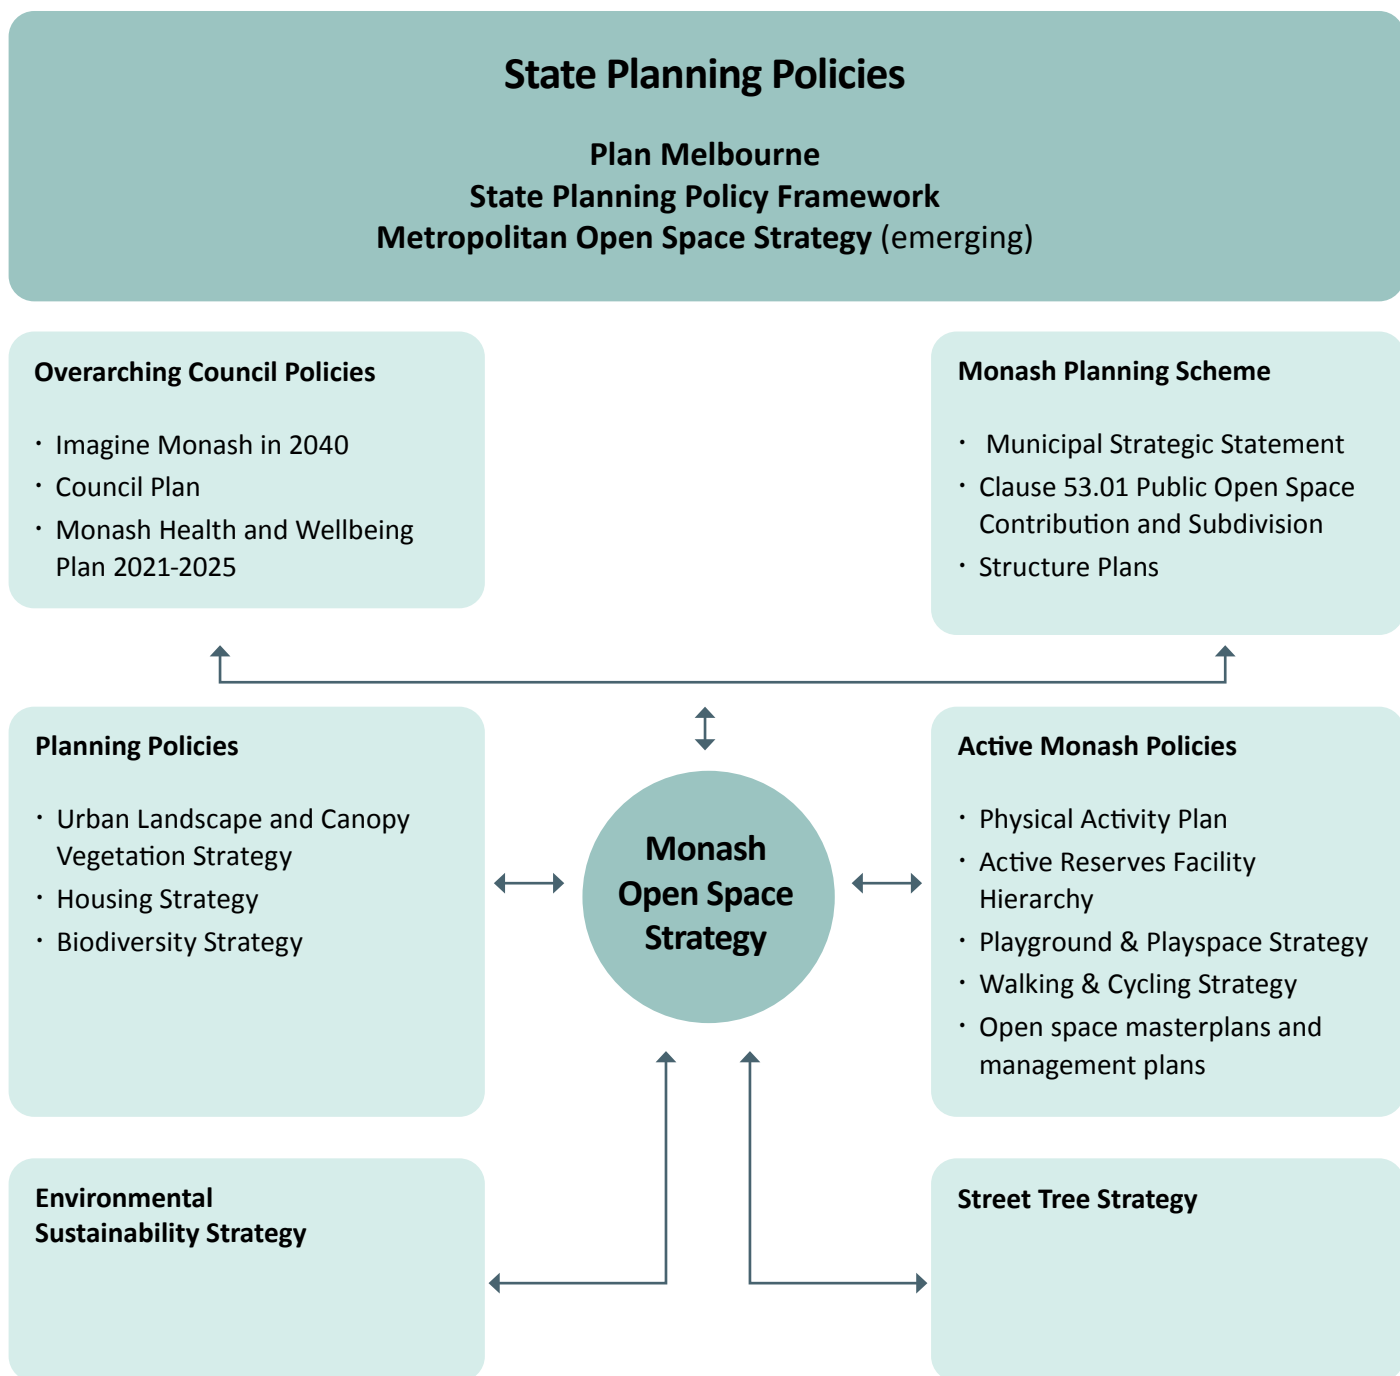 State Planning Policies
Plan Melbourne
State Planning Policy Framework
Metropolitan Open Space Strategy (emerging)
Overarching Council Policies
· Imagine Monash in 2040
· Council Plan
· Monash Health and Wellbeing
Plan 2021-2025
Monash Planning Scheme
· Municipal Strategic Statement
· Clause 53.01 Public Open Space
Contribution and Subdivision
· Structure Plans
Planning Policies
· Urban Landscape and Canopy
Vegetation Strategy
· Housing Strategy
· Biodiversity Strategy
Monash
Open Space
Strategy
Active Monash Policies
· Physical Activity Plan
· Active Reserves Facility
Hierarchy
· Playground & Playspace Strategy
· Walking & Cycling Strategy
· Open space masterplans and
management plans
Environmental
Sustainability Strategy
Street Tree Strategy